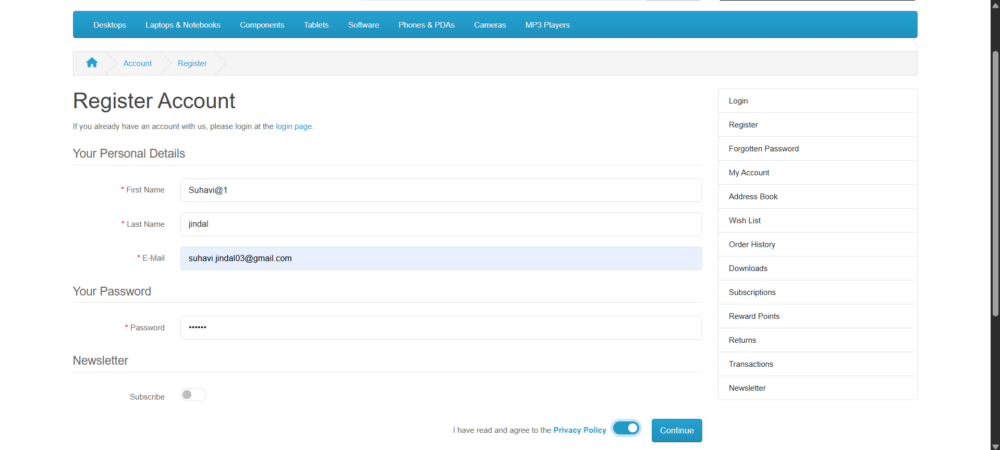 Desktops Laptops & Notebooks Components Tablets Software Phones & PDAs Cameras MP3 Players
Account Register
Register Account
If you already have an account with us, please login at the login page.
Your Personal Details
* First Name Suhavi@1
* Last Name jindal
* E-Mail suhavi.jindal03@gmail.com
Your Password
* Password ••••••
Newsletter
Subscribe
I have read and agree to the Privacy Policy Continue
Login
Register
Forgotten Password
My Account
Address Book
Wish List
Order History
Downloads
Subscriptions
Reward Points
Returns
Transactions
Newsletter